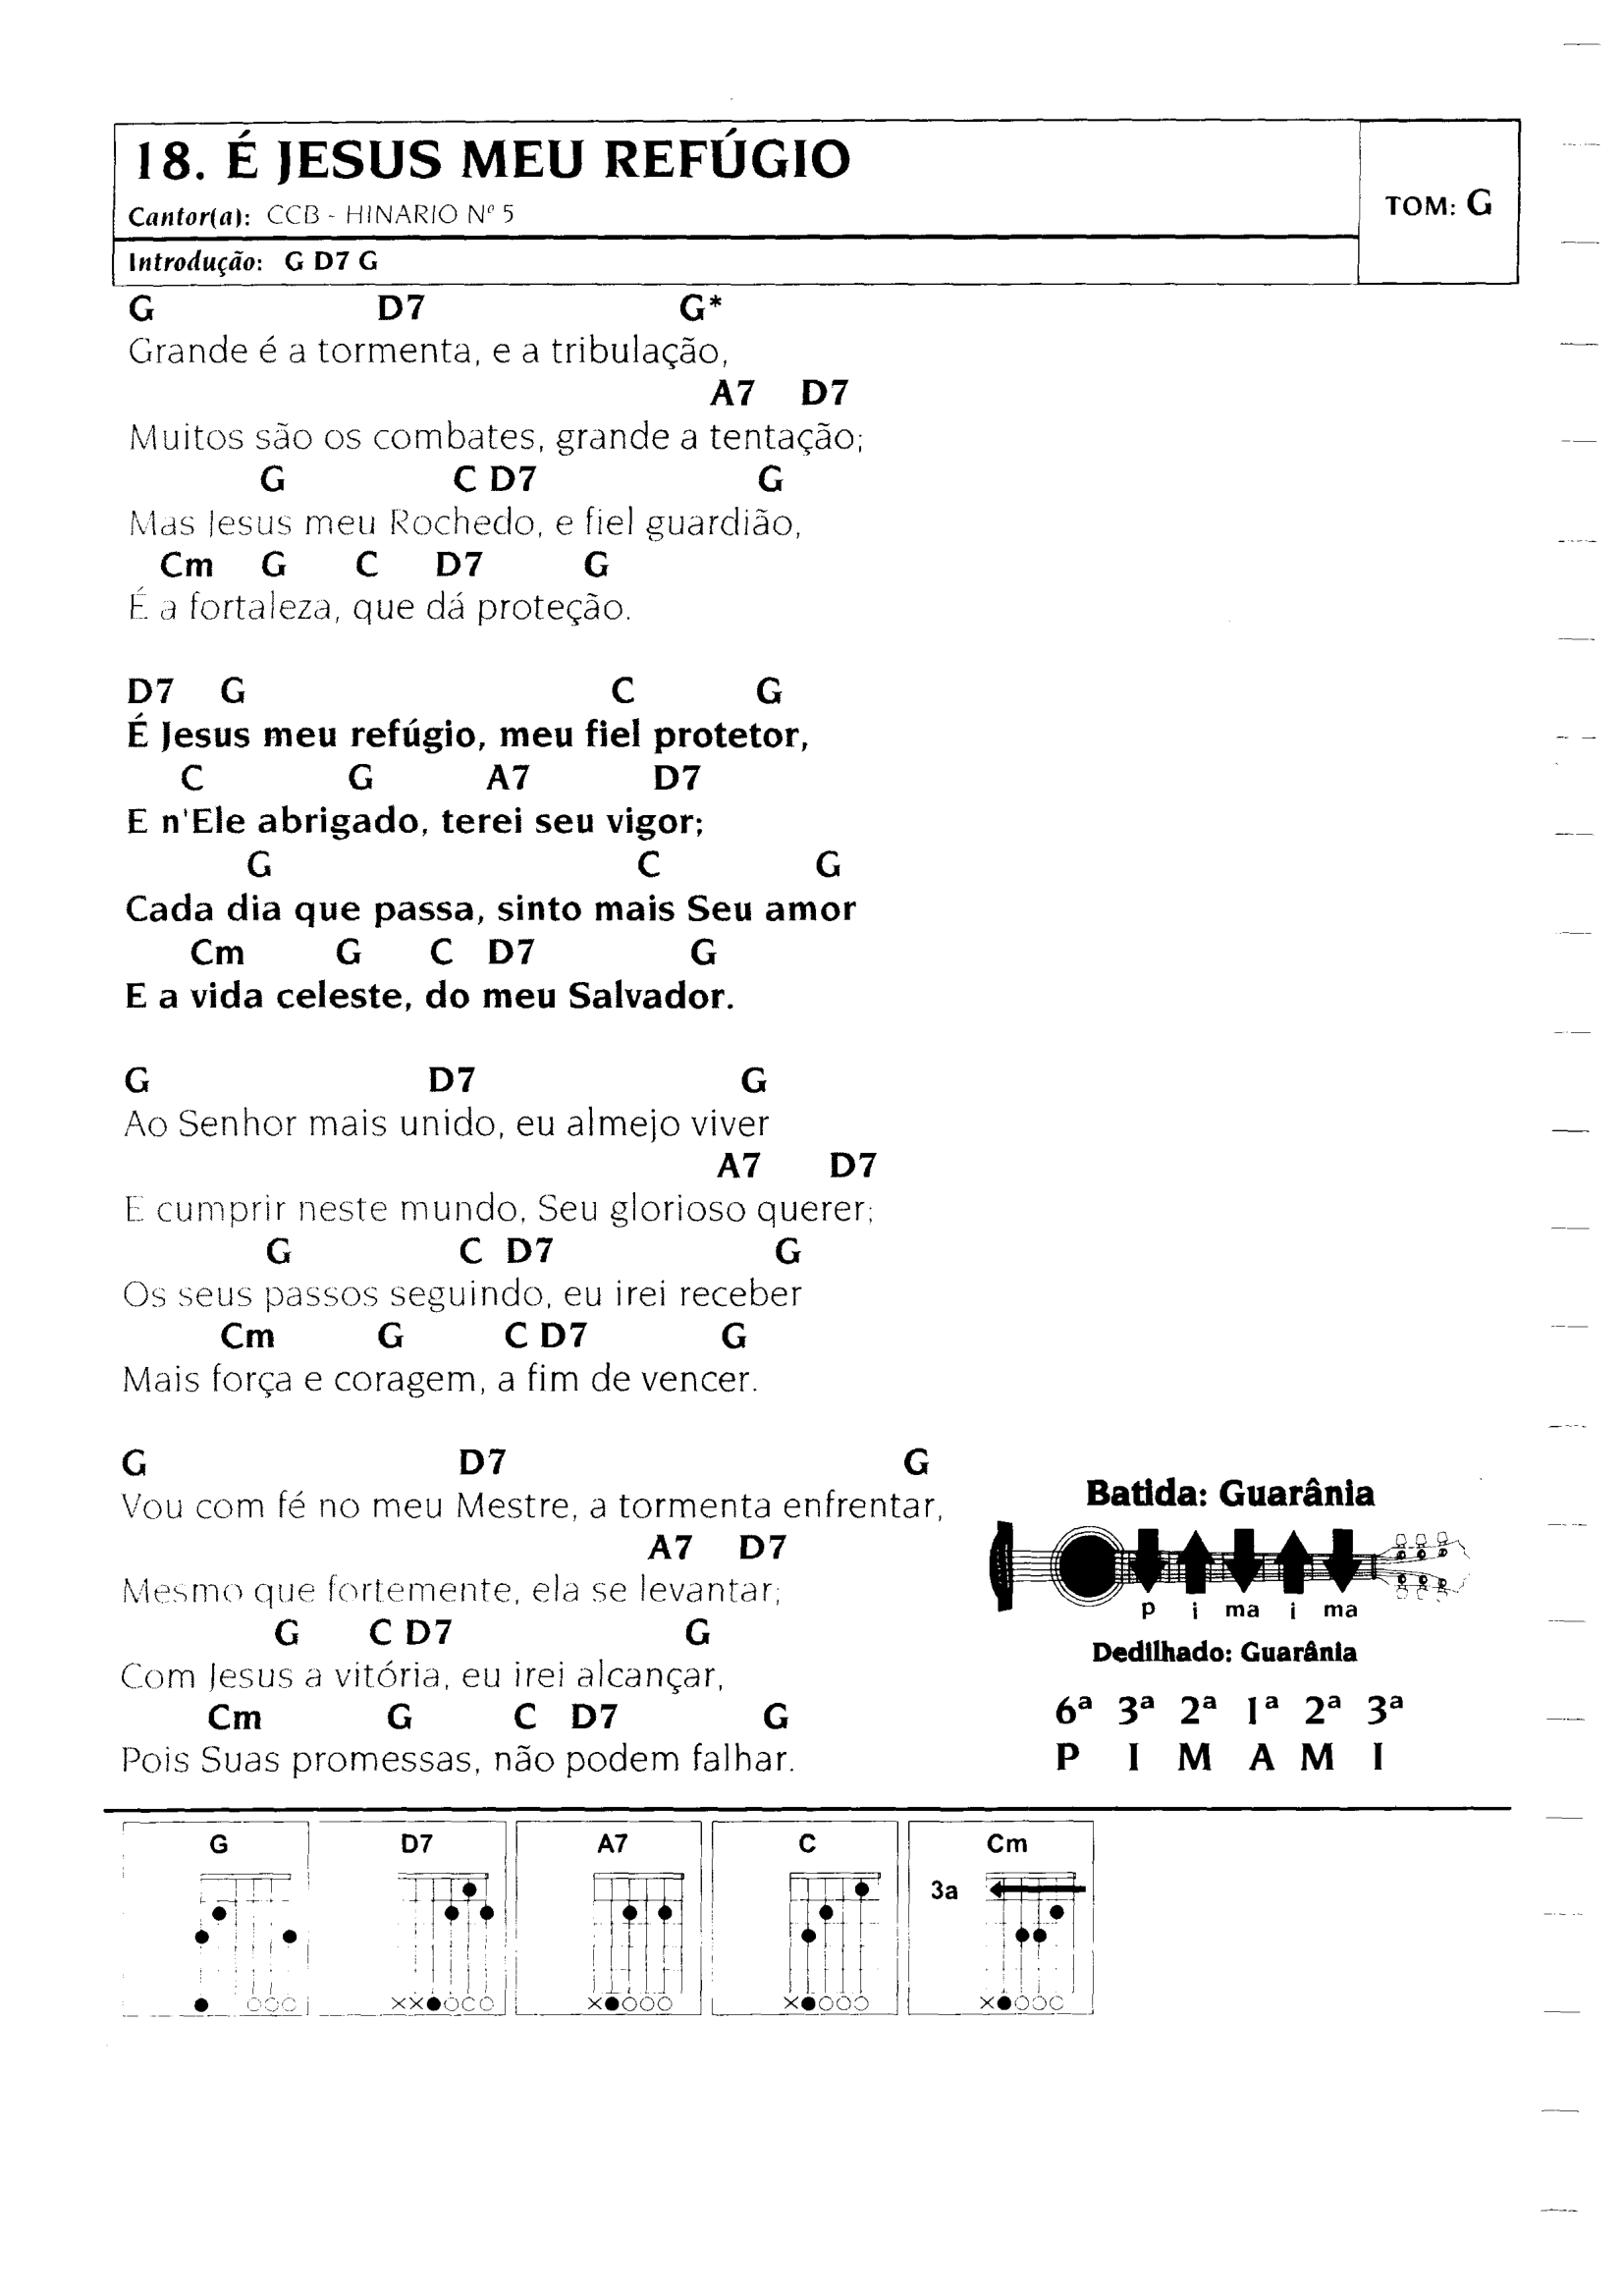 18. É JESUS MEU REFÚGIO
Cantor(a): CCB - HINARIO Nº 5
TOM: G
Introdução: G D7 G
G D7 G*
Grande é a tormenta, e a tribulação,
A7 D7
Muitos são os combates, grande a tentação;
G C D7 G
Mas Jesus meu Rochedo, e fiel guardião,
Cm G C D7 G
É a fortaleza, que dá proteção.
D7 G C G
É Jesus meu refúgio, meu fiel protetor,
C G A7 D7
E n'Ele abrigado, terei seu vigor;
G C G
Cada dia que passa, sinto mais Seu amor
Cm G C D7 G
E a vida celeste, do meu Salvador.
G D7 G
Ao Senhor mais unido, eu almejo viver
A7 D7
E cumprir neste mundo, Seu glorioso querer;
G C D7 G
Os seus passos seguindo, eu irei receber
Cm G C D7 G
Mais força e coragem, a fim de vencer.
G D7 G
Vou com fé no meu Mestre, a tormenta enfrentar,
A7 D7
Mesmo que fortemente, ela se levantar;
G C D7 G
Com Jesus a vitória, eu irei alcançar,
Cm G C D7 G
Pois Suas promessas, não podem falhar.
Batida: Guarânia
p i ma i ma
Dedilhado: Guarânia
6ª 3ª 2ª 1ª 2ª 3ª
P I M A M I
G D7 A7 C Cm
3a